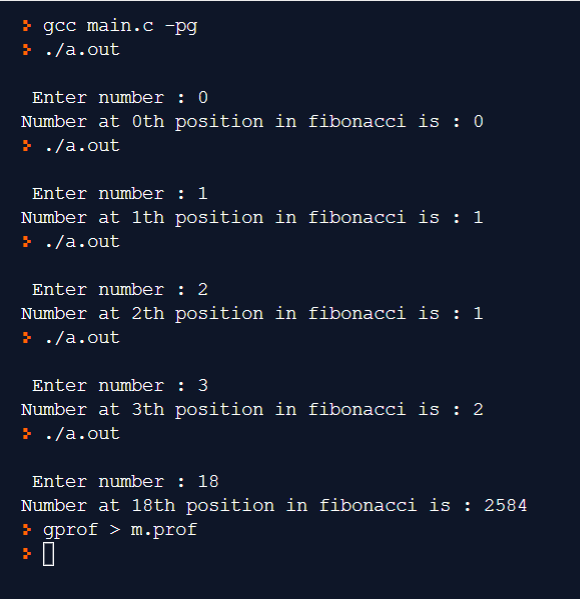 gcc main.c -pg
./a.out
Enter number : 0
Number at 0th position in fibonacci is : 0
./a.out
Enter number : 1
Number at 1th position in fibonacci is : 1
./a.out
Enter number : 2
Number at 2th position in fibonacci is : 1
./a.out
Enter number : 3
Number at 3th position in fibonacci is : 2
./a.out
Enter number : 18
Number at 18th position in fibonacci is : 2584
gprof > m.prof